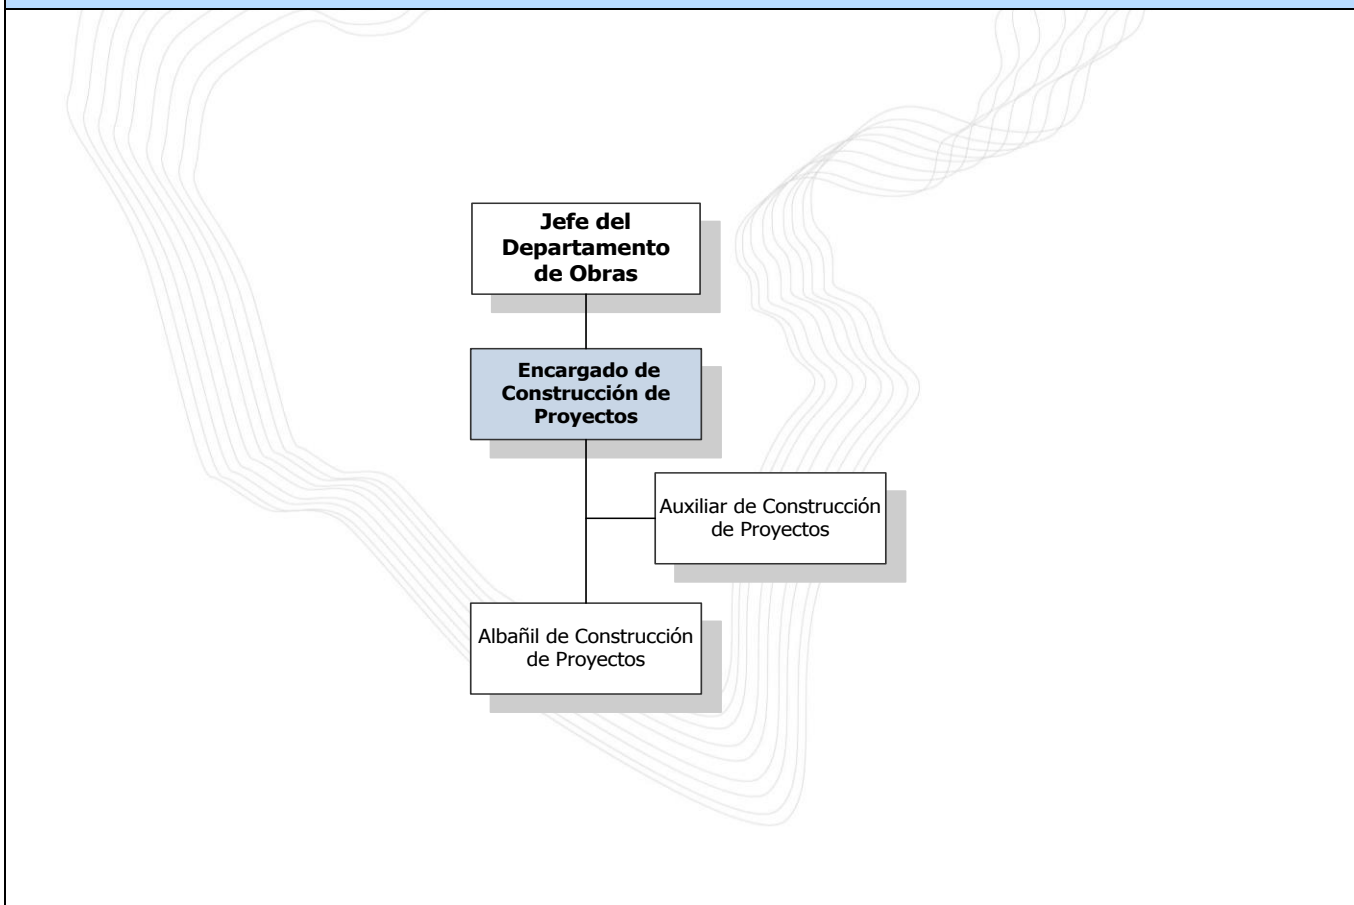 Jefe del
Departamento
de Obras
Encargado de
Construcción de
Proyectos
Auxiliar de Construcción
de Proyectos
Albañil de Construcción
de Proyectos